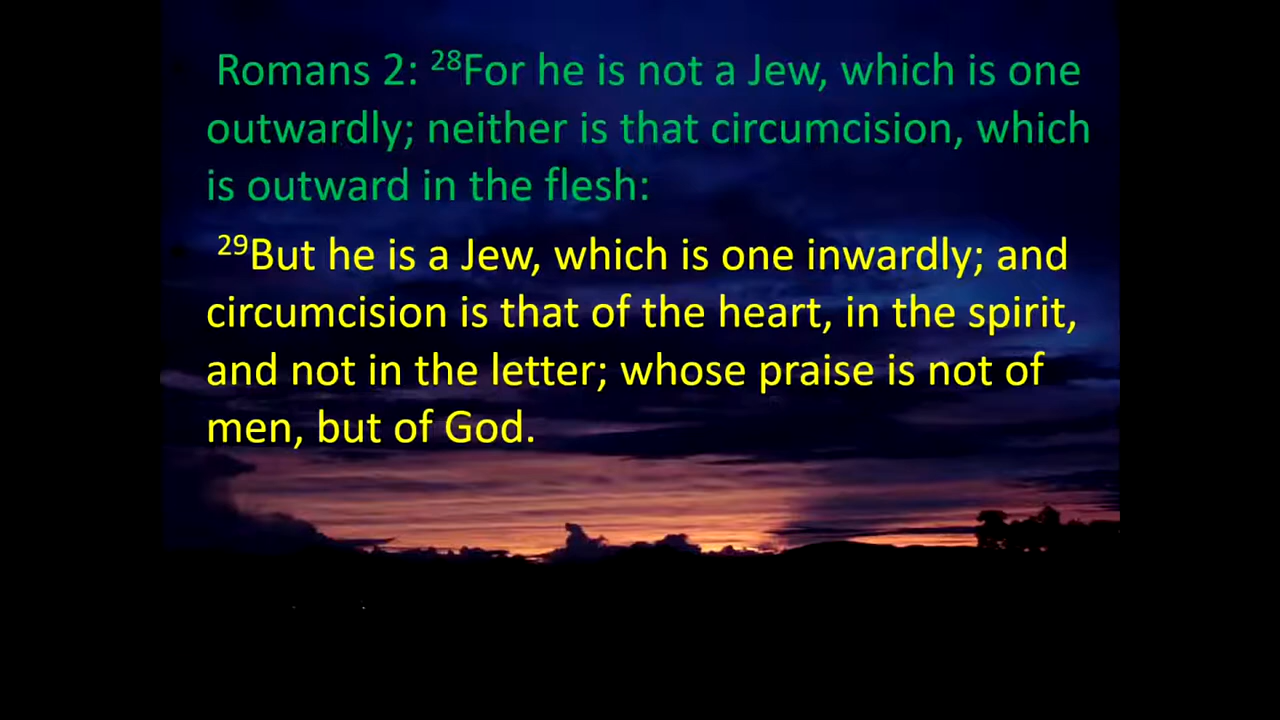 Romans 2: ²⁸For he is not a Jew, which is one
outwardly; neither is that circumcision, which
is outward in the flesh:
²⁹But he is a Jew, which is one inwardly; and
circumcision is that of the heart, in the spirit,
and not in the letter; whose praise is not of
men, but of God.